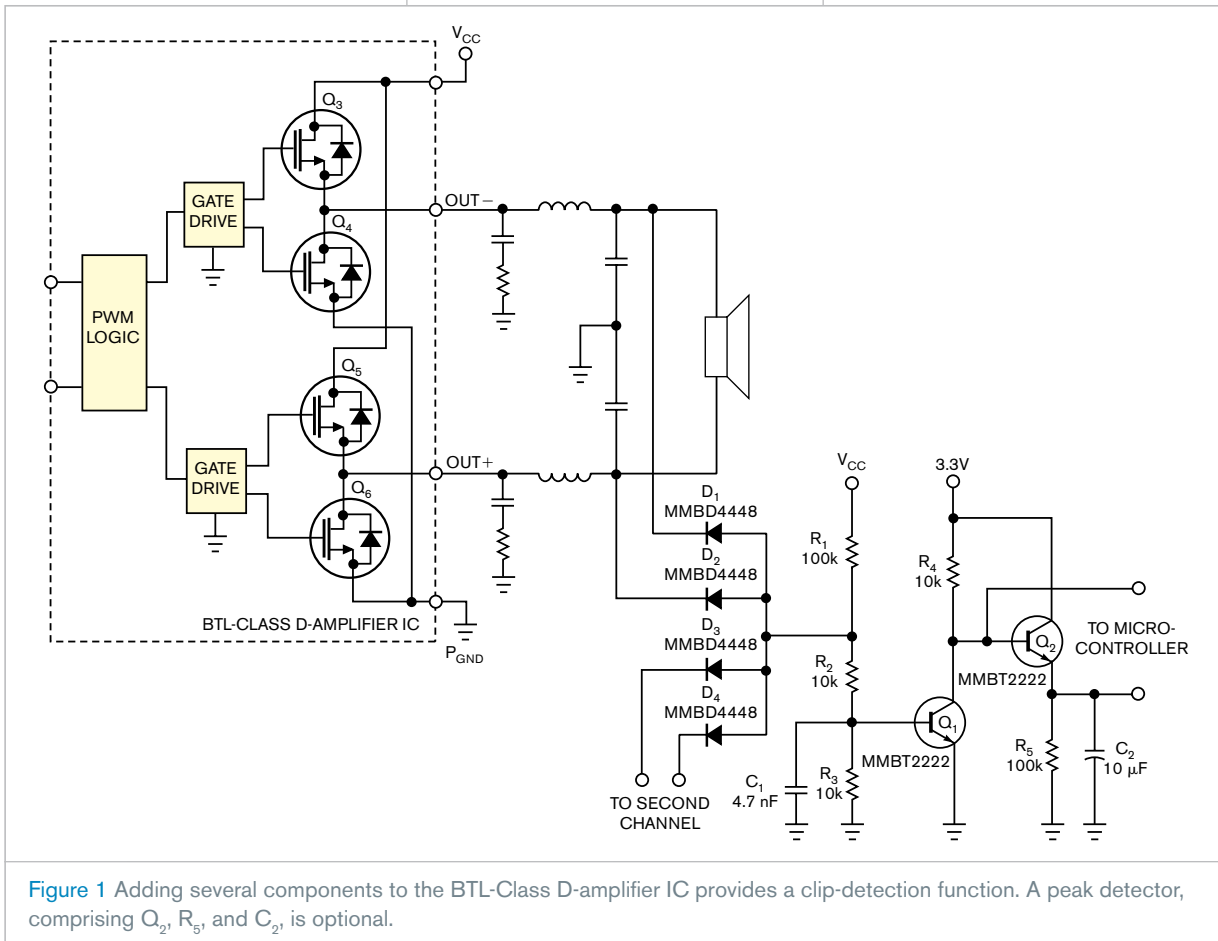 V_CC
Q₃
GATE
DRIVE
OUT−
Q₄
PWM
LOGIC
Q₅
GATE
DRIVE
OUT+
Q₆
BTL-CLASS D-AMPLIFIER IC
P_GND
D₁
MMBD4448
D₂
MMBD4448
D₃
MMBD4448
D₄
MMBD4448
TO SECOND
CHANNEL
V_CC
R₁
100k
R₂
10k
C₁
4.7 nF
R₃
10k
3.3V
R₄
10k
Q₁
MMBT2222
Q₂
MMBT2222
TO MICRO-
CONTROLLER
R₅
100k
C₂
10 µF
Figure 1 Adding several components to the BTL-Class D-amplifier IC provides a clip-detection function. A peak detector,
comprising Q₂, R₅, and C₂, is optional.